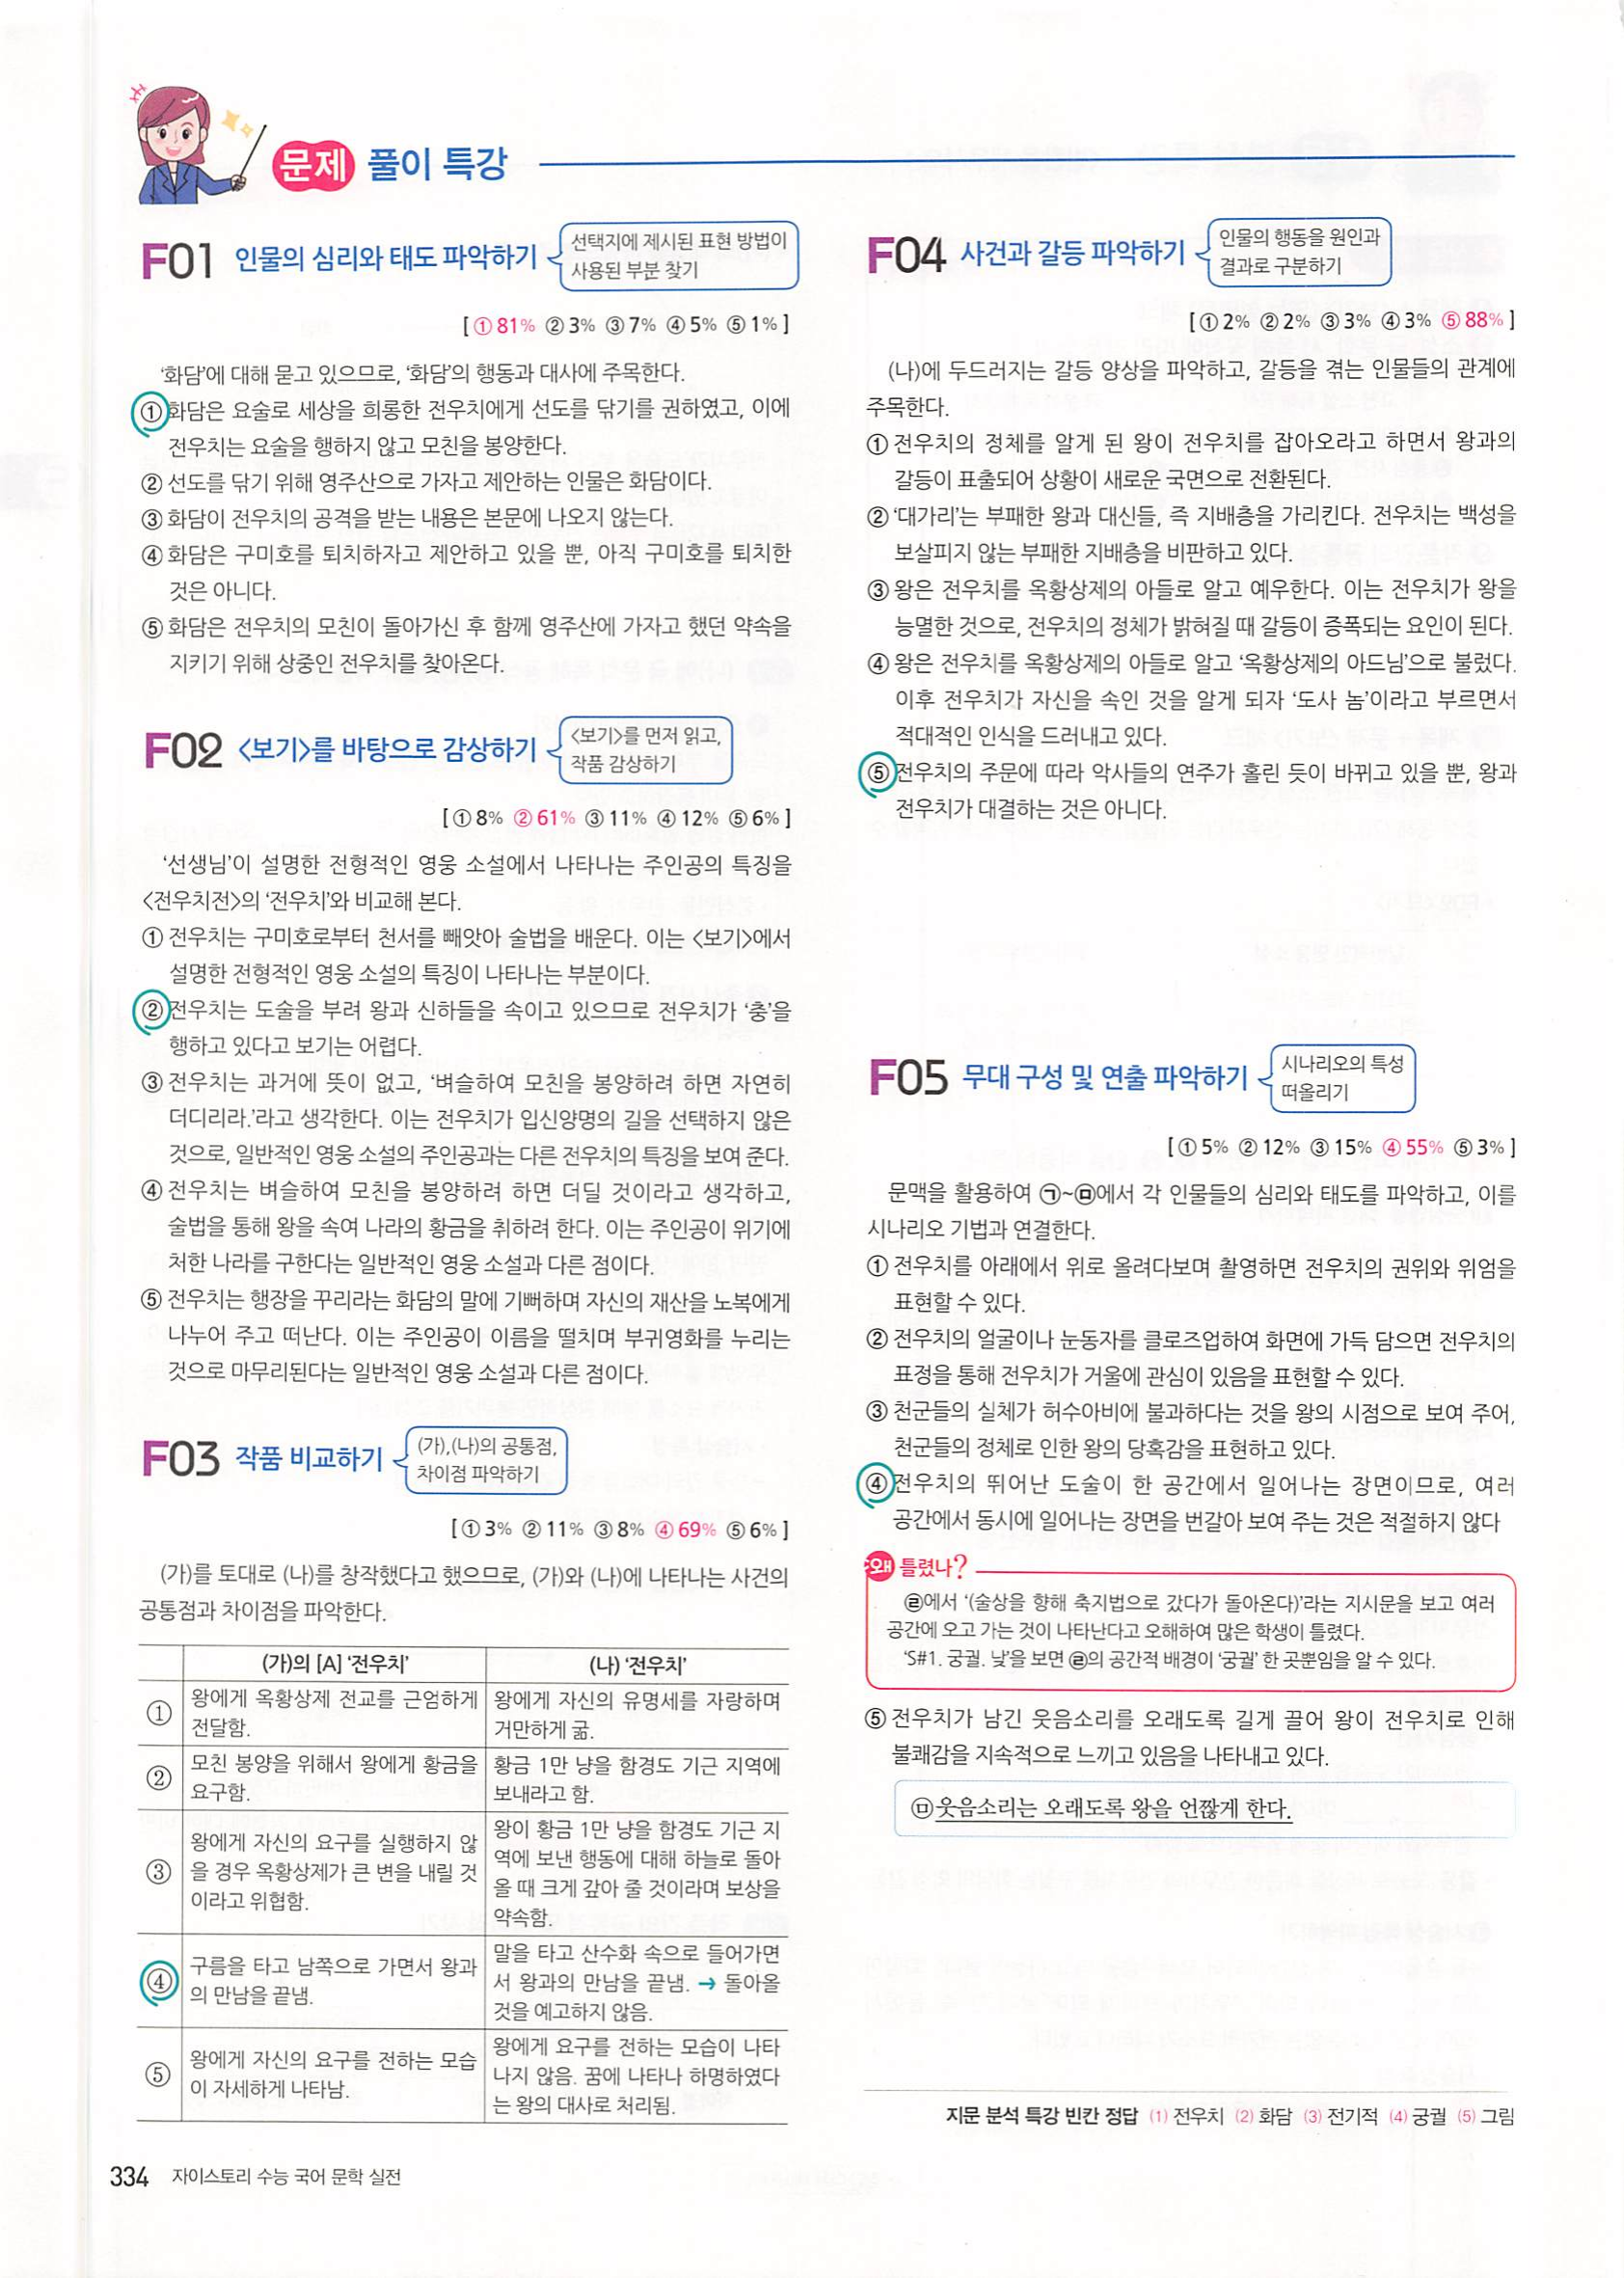 문제 풀이 특강
F01 인물의 심리와 태도 파악하기
선택지에 제시된 표현 방법이
사용된 부분 찾기
[ ① 81% ② 3% ③ 7% ④ 5% ⑤ 1% ]
‘화담’에 대해 묻고 있으므로, ‘화담’의 행동과 대사에 주목한다.
① 화담은 요술로 세상을 희롱한 전우치에게 선도를 닦기를 권하였고, 이에
전우치는 요술을 행하지 않고 모친을 봉양한다.
② 선도를 닦기 위해 영주산으로 가자고 제안하는 인물은 화담이다.
③ 화담이 전우치의 공격을 받는 내용은 본문에 나오지 않는다.
④ 화담은 구미호를 퇴치하자고 제안하고 있을 뿐, 아직 구미호를 퇴치한
것은 아니다.
⑤ 화담은 전우치의 모친이 돌아가신 후 함께 영주산에 가자고 했던 약속을
지키기 위해 상중인 전우치를 찾아온다.
F02 <보기>를 바탕으로 감상하기
<보기>를 먼저 읽고,
작품 감상하기
[ ① 8% ② 61% ③ 11% ④ 12% ⑤ 6% ]
‘선생님’이 설명한 전형적인 영웅 소설에서 나타나는 주인공의 특징을
<전우치전>의 ‘전우치’와 비교해 본다.
① 전우치는 구미호로부터 천서를 빼앗아 술법을 배운다. 이는 <보기>에서
설명한 전형적인 영웅 소설의 특징이 나타나는 부분이다.
② 전우치는 도술을 부려 왕과 신하들을 속이고 있으므로 전우치가 ‘충’을
행하고 있다고 보기는 어렵다.
③ 전우치는 과거에 뜻이 없고, ‘벼슬하여 모친을 봉양하려 하면 자연히
더디리라.’라고 생각한다. 이는 전우치가 입신양명의 길을 선택하지 않은
것으로, 일반적인 영웅 소설의 주인공과는 다른 전우치의 특징을 보여 준다.
④ 전우치는 벼슬하여 모친을 봉양하려 하면 더딜 것이라고 생각하고,
술법을 통해 왕을 속여 나라의 황금을 취하려 한다. 이는 주인공이 위기에
처한 나라를 구한다는 일반적인 영웅 소설과 다른 점이다.
⑤ 전우치는 행장을 꾸리라는 화담의 말에 기뻐하며 자신의 재산을 노복에게
나누어 주고 떠난다. 이는 주인공이 이름을 떨치며 부귀영화를 누리는
것으로 마무리된다는 일반적인 영웅 소설과 다른 점이다.
F03 작품 비교하기
(가),(나)의 공통점,
차이점 파악하기
[ ① 3% ② 11% ③ 8% ④ 69% ⑤ 6% ]
(가)를 토대로 (나)를 창작했다고 했으므로, (가)와 (나)에 나타나는 사건의
공통점과 차이점을 파악한다.
(가)의 [A] ‘전우치’
(나) ‘전우치’
①
왕에게 옥황상제 전교를 근엄하게
전달함.
왕에게 자신의 유명세를 자랑하며
거만하게 굶.
②
모친 봉양을 위해서 왕에게 황금을
요구함.
황금 1만 냥을 함경도 기근 지역에
보내라고 함.
③
왕에게 자신의 요구를 실행하지 않
을 경우 옥황상제가 큰 변을 내릴 것
이라고 위협함.
왕이 황금 1만 냥을 함경도 기근 지
역에 보낸 행동에 대해 하늘로 돌아
올 때 크게 갚아 줄 것이라며 보상을
약속함.
④
구름을 타고 남쪽으로 가면서 왕과
의 만남을 끝냄.
말을 타고 산수화 속으로 들어가면
서 왕과의 만남을 끝냄. → 돌아올
것을 예고하지 않음.
⑤
왕에게 자신의 요구를 전하는 모습
이 자세하게 나타남.
왕에게 요구를 전하는 모습이 나타
나지 않음. 꿈에 나타나 하명하였다
는 왕의 대사로 처리됨.
F04 사건과 갈등 파악하기
인물의 행동을 원인과
결과로 구분하기
[ ① 2% ② 2% ③ 3% ④ 3% ⑤ 88% ]
(나)에 두드러지는 갈등 양상을 파악하고, 갈등을 겪는 인물들의 관계에
주목한다.
① 전우치의 정체를 알게 된 왕이 전우치를 잡아오라고 하면서 왕과의
갈등이 표출되어 상황이 새로운 국면으로 전환된다.
② ‘대가리’는 부패한 왕과 대신들, 즉 지배층을 가리킨다. 전우치는 백성을
보살피지 않는 부패한 지배층을 비판하고 있다.
③ 왕은 전우치를 옥황상제의 아들로 알고 예우한다. 이는 전우치가 왕을
능멸한 것으로, 전우치의 정체가 밝혀질 때 갈등이 증폭되는 요인이 된다.
④ 왕은 전우치를 옥황상제의 아들로 알고 ‘옥황상제의 아드님’으로 불렀다.
이후 전우치가 자신을 속인 것을 알게 되자 ‘도사 놈’이라고 부르면서
적대적인 인식을 드러내고 있다.
⑤ 전우치의 주문에 따라 악사들의 연주가 홀린 듯이 바뀌고 있을 뿐, 왕과
전우치가 대결하는 것은 아니다.
F05 무대 구성 및 연출 파악하기
시나리오의 특성
떠올리기
[ ① 5% ② 12% ③ 15% ④ 55% ⑤ 3% ]
문맥을 활용하여 ㉠~㉤에서 각 인물들의 심리와 태도를 파악하고, 이를
시나리오 기법과 연결한다.
① 전우치를 아래에서 위로 올려다보며 촬영하면 전우치의 권위와 위엄을
표현할 수 있다.
② 전우치의 얼굴이나 눈동자를 클로즈업하여 화면에 가득 담으면 전우치의
표정을 통해 전우치가 거울에 관심이 있음을 표현할 수 있다.
③ 천군들의 실체가 허수아비에 불과하다는 것을 왕의 시점으로 보여 주어,
천군들의 정체로 인한 왕의 당혹감을 표현하고 있다.
④ 전우치의 뛰어난 도술이 한 공간에서 일어나는 장면이므로, 여러
공간에서 동시에 일어나는 장면을 번갈아 보여 주는 것은 적절하지 않다
왜 틀렸나?
㉣에서 ‘(술상을 향해 축지법으로 갔다가 돌아온다)’라는 지시문을 보고 여러
공간에 오고 가는 것이 나타난다고 오해하여 많은 학생이 틀렸다.
‘S#1. 궁궐. 낮’을 보면 ㉣의 공간적 배경이 ‘궁궐’ 한 곳뿐임을 알 수 있다.
⑤ 전우치가 남긴 웃음소리를 오래도록 길게 끌어 왕이 전우치로 인해
불쾌감을 지속적으로 느끼고 있음을 나타내고 있다.
㉤웃음소리는 오래도록 왕을 언짢게 한다.
지문 분석 특강 빈칸 정답 (1) 전우치 (2) 화담 (3) 전기적 (4) 궁궐 (5) 그림
334 자이스토리 수능 국어 문학 실전